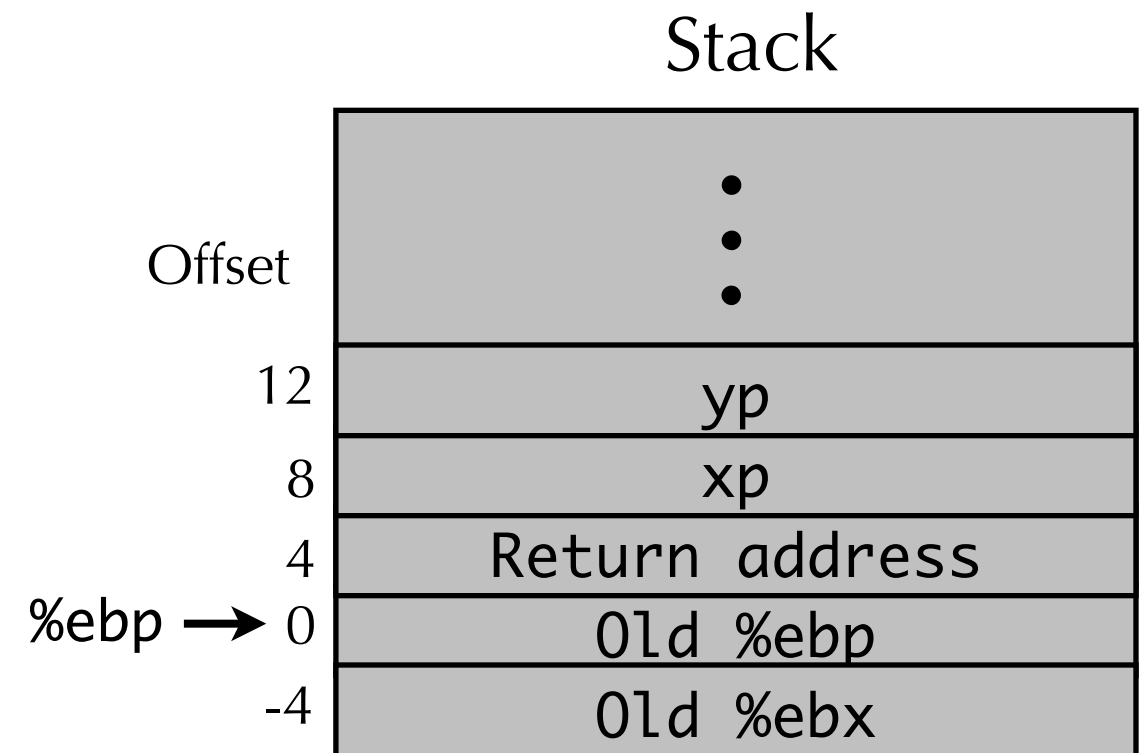 Stack
Offset
12 yp
8 xp
4 Return address
%ebp 0 Old %ebp
-4 Old %ebx